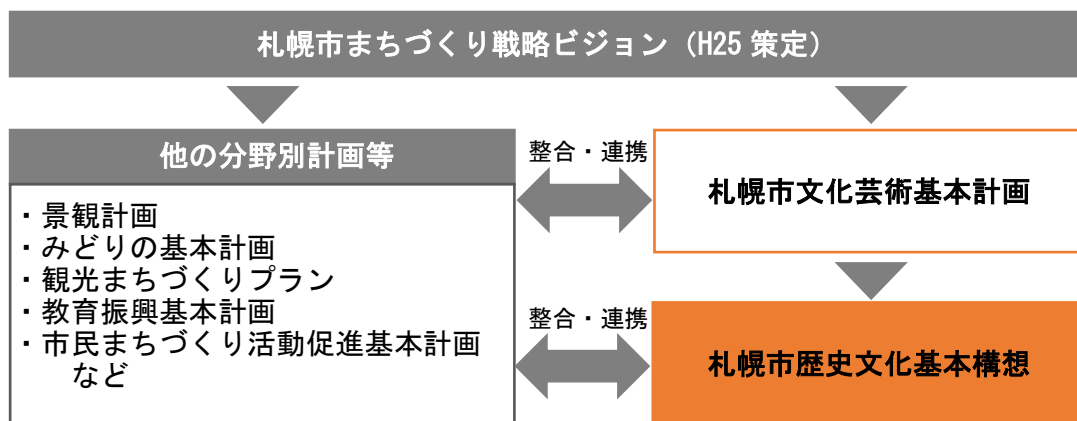 札幌市まちづくり戦略ビジョン（H25 策定）
他の分野別計画等
・景観計画
・みどりの基本計画
・観光まちづくりプラン
・教育振興基本計画
・市民まちづくり活動促進基本計画
など
整合・連携
札幌市文化芸術基本計画
整合・連携
札幌市歴史文化基本構想